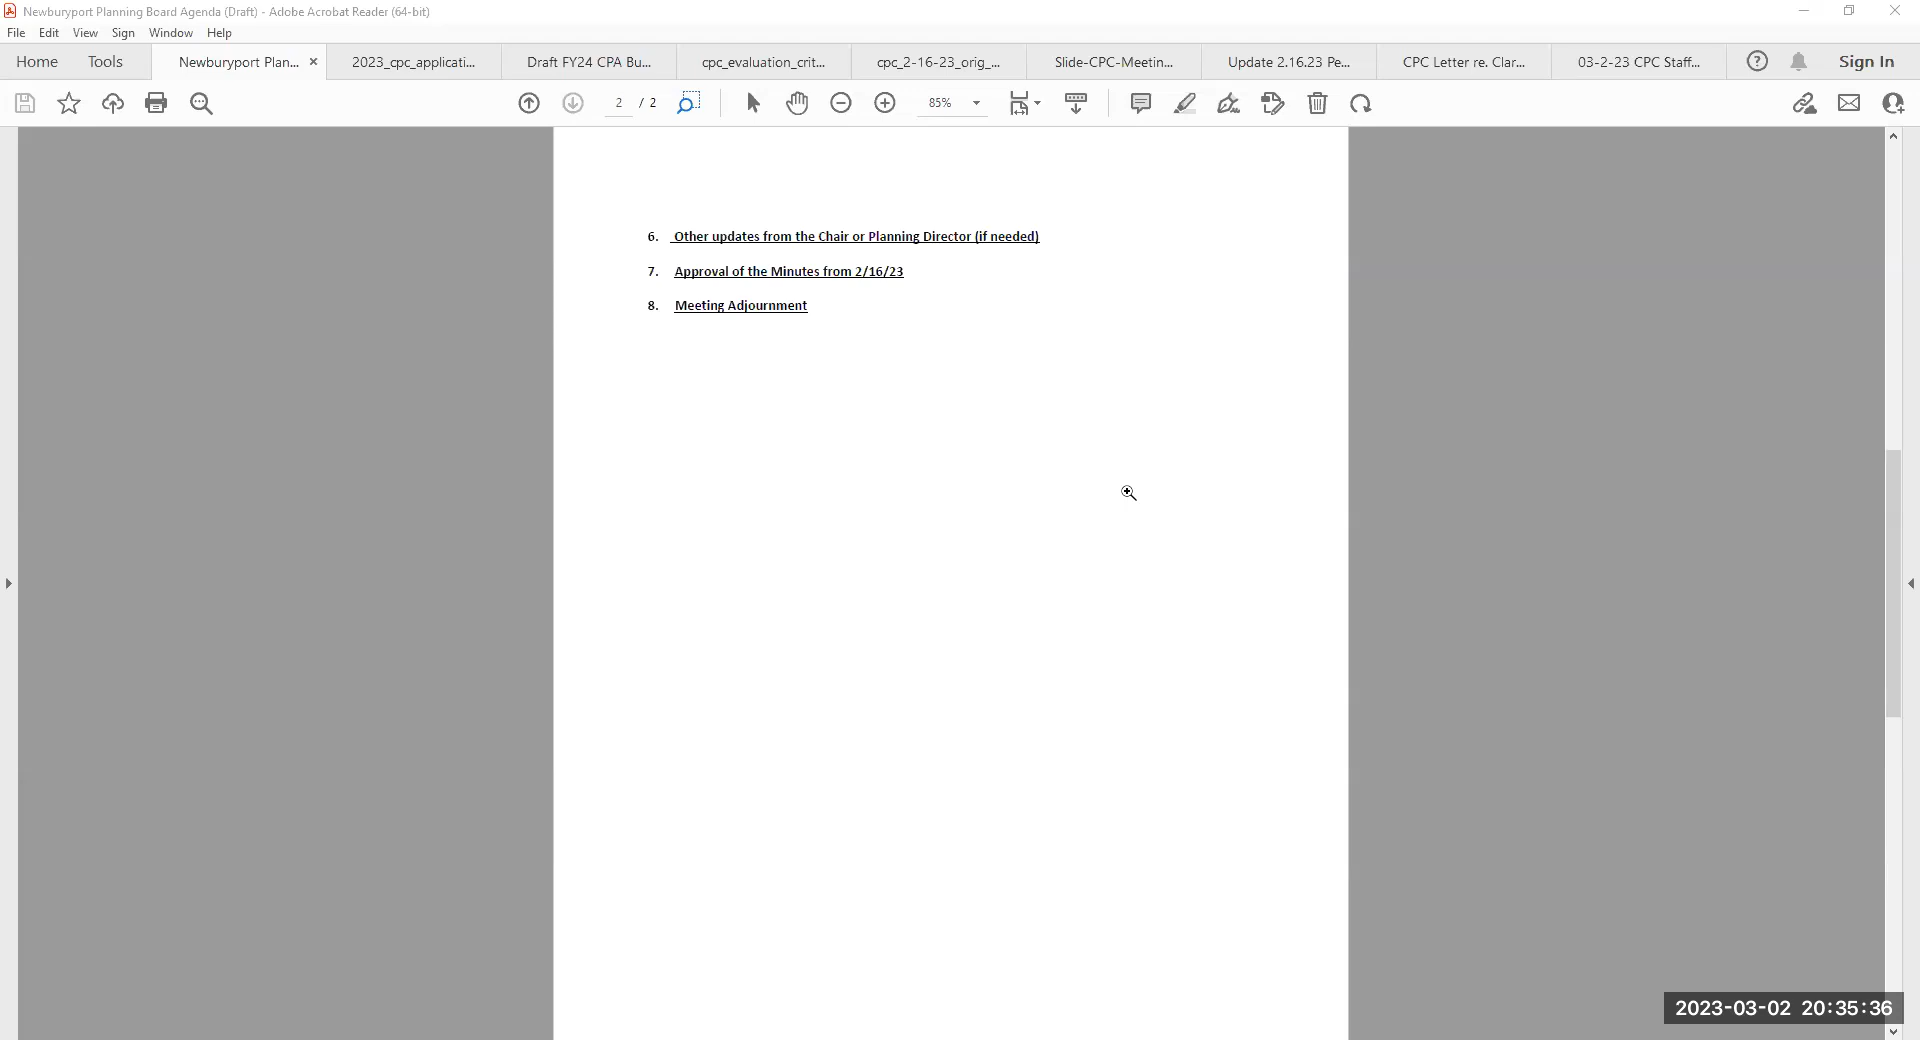 Newburyport Planning Board Agenda (Draft) - Adobe Acrobat Reader (64-bit)
File Edit View Sign Window Help
Home Tools Newburyport Plan... × 2023_cpc_applicati... Draft FY24 CPA Bu... cpc_evaluation_crit... cpc_2-16-23_orig_... Slide-CPC-Meetin... Update 2.16.23 Pe... CPC Letter re. Clar... 03-2-23 CPC Staff... Sign In
2 / 2 85%
6. Other updates from the Chair or Planning Director (if needed)
7. Approval of the Minutes from 2/16/23
8. Meeting Adjournment
2023-03-02 20:35:36